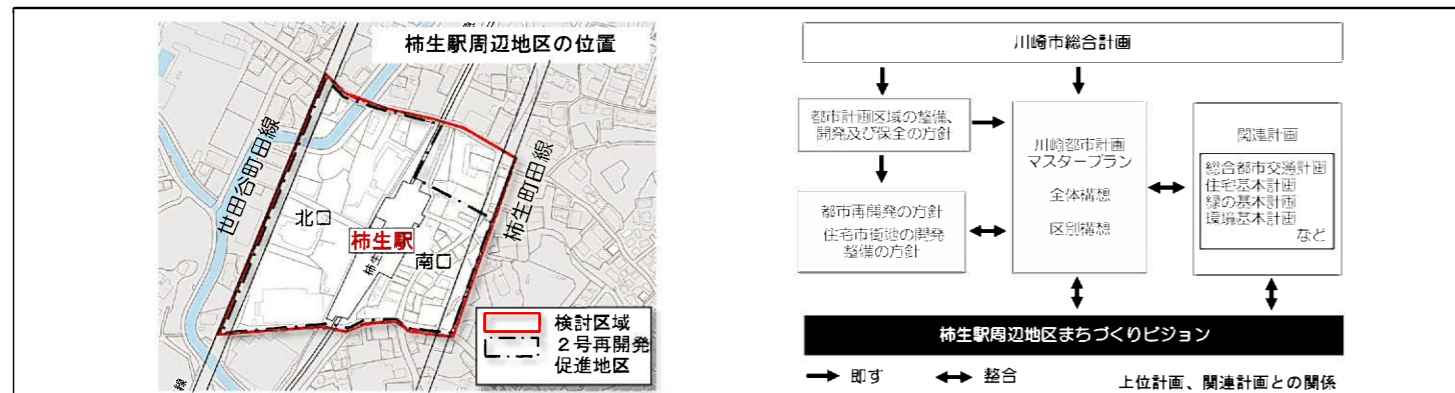 柿生駅周辺地区の位置
世田谷町田線
柿生町田線
北口
柿生駅
南口
検討区域
2号再開発
促進地区
線
川崎市総合計画
都市計画区域の整備、
開発及び保全の方針
都市再開発の方針
住宅市街地の開発
整備の方針
川崎都市計画
マスタープラン
全体構想
区別構想
関連計画
総合都市交通計画
住宅基本計画
緑の基本計画
環境基本計画
など
柿生駅周辺地区まちづくりビジョン
即す
整合
上位計画、関連計画との関係